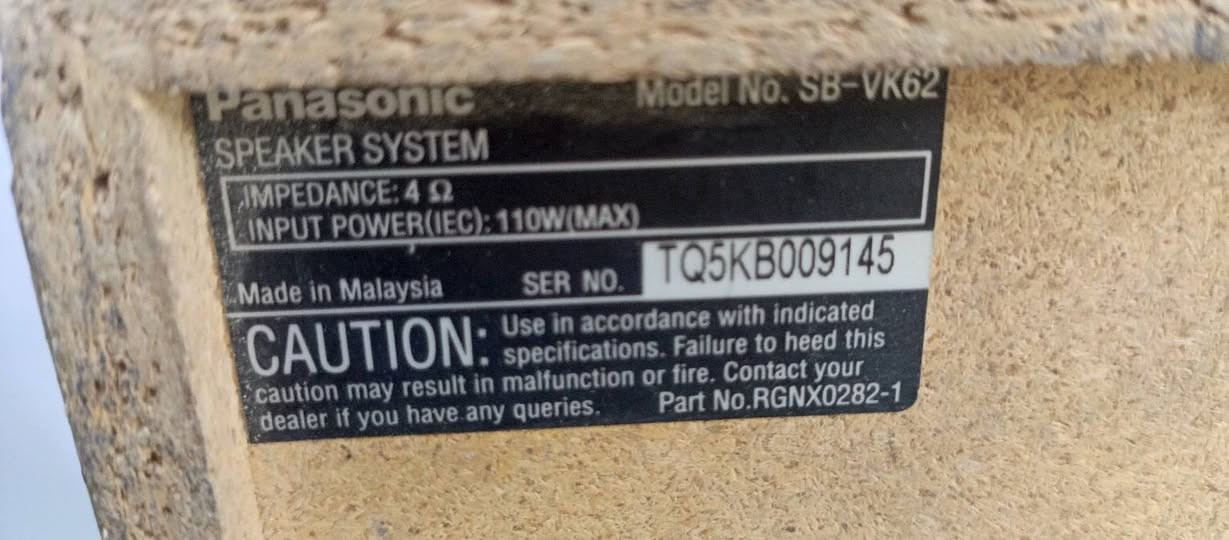 Panasonic Model No. SB-VK62
SPEAKER SYSTEM
IMPEDANCE: 4 Ω
INPUT POWER(IEC): 110W(MAX)
Made in Malaysia SER NO. TQ5KB009145
CAUTION: Use in accordance with indicated
specifications. Failure to heed this
caution may result in malfunction or fire. Contact your
dealer if you have any queries. Part No.RGNX0282-1